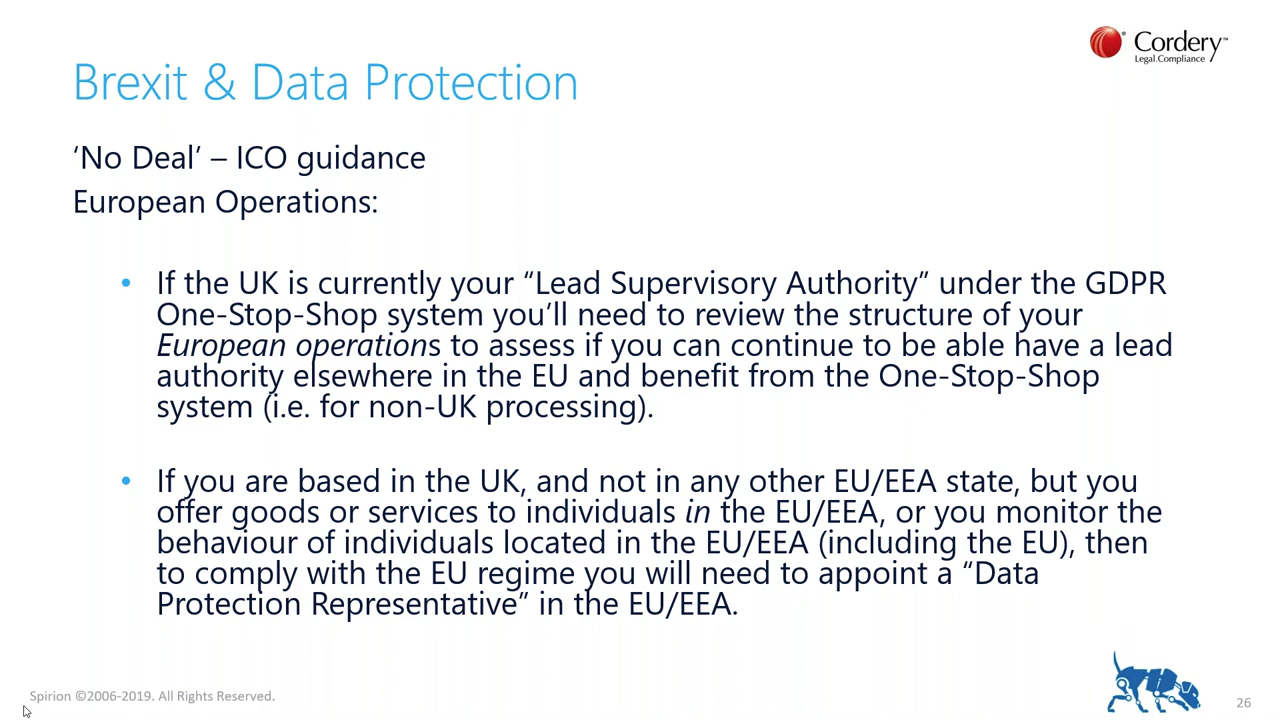 Cordery™
Legal.Compliance
Brexit & Data Protection
‘No Deal’ – ICO guidance
European Operations:
• If the UK is currently your “Lead Supervisory Authority” under the GDPR
One-Stop-Shop system you’ll need to review the structure of your
European operations to assess if you can continue to be able have a lead
authority elsewhere in the EU and benefit from the One-Stop-Shop
system (i.e. for non-UK processing).
• If you are based in the UK, and not in any other EU/EEA state, but you
offer goods or services to individuals in the EU/EEA, or you monitor the
behaviour of individuals located in the EU/EEA (including the EU), then
to comply with the EU regime you will need to appoint a “Data
Protection Representative” in the EU/EEA.
Spirion ©2006-2019. All Rights Reserved.
26